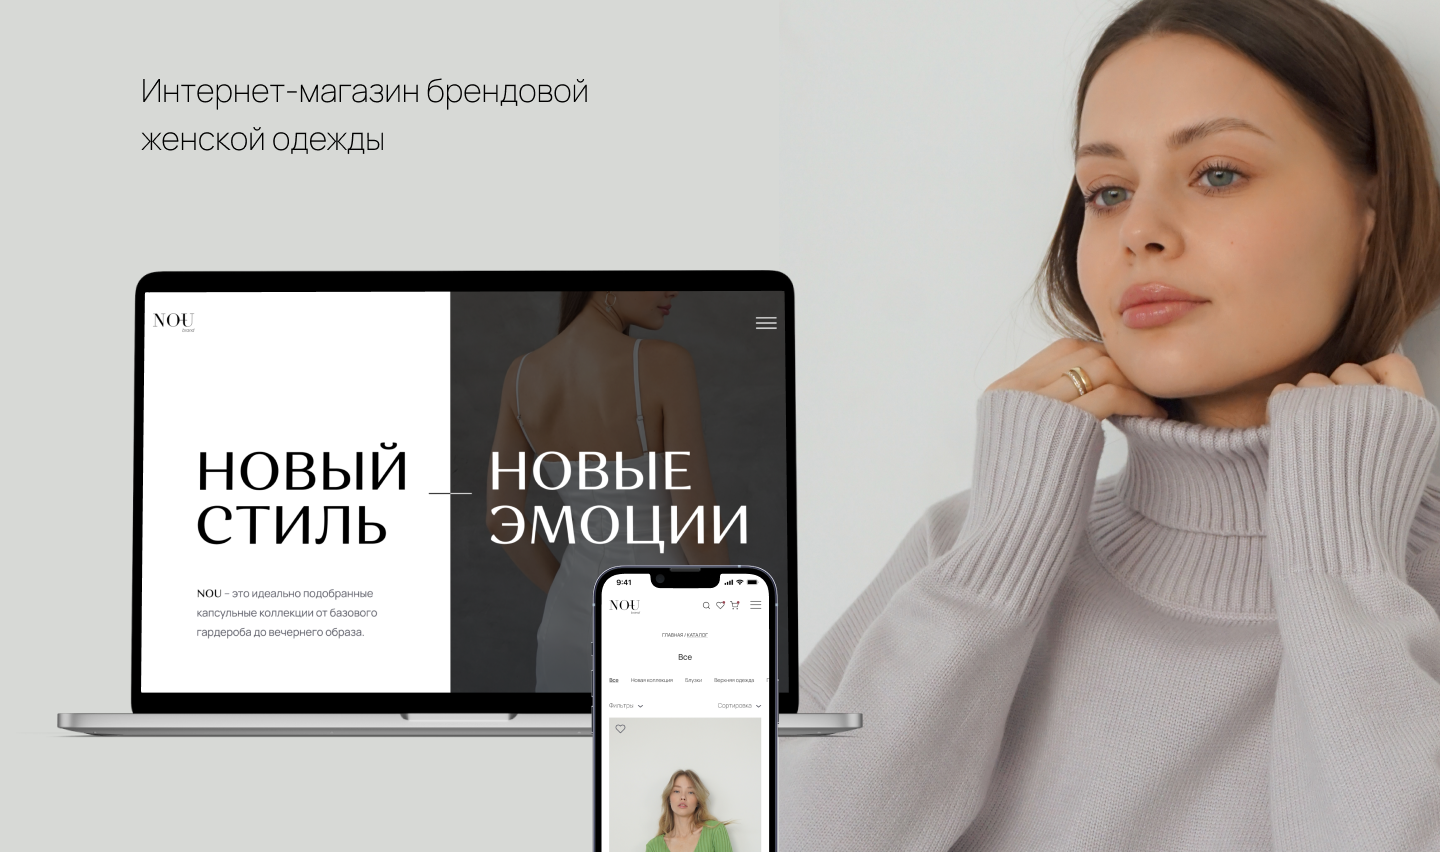 Интернет-магазин брендовой
женской одежды
NOU
brand
НОВЫЙ
СТИЛЬ
НОВЫЕ
ЭМОЦИИ
NOU – это идеально подобранные
капсульные коллекции от базового
гардероба до вечернего образа.
9:41
NOU
brand
ГЛАВНАЯ / КАТАЛОГ
Все
Все Новая коллекция Блузки Верхняя одежда
Фильтры Сортировка